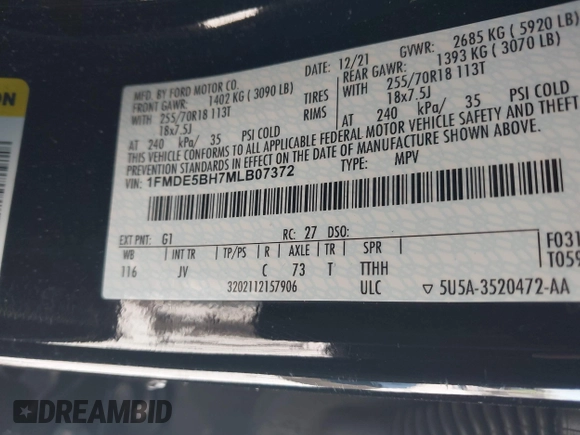 ON
MFD. BY FORD MOTOR CO.
DATE: 12/21 GVWR: 2685 KG ( 5920 LB)
FRONT GAWR: 1402 KG ( 3090 LB) REAR GAWR: 1393 KG ( 3070 LB)
WITH 255/70R18 113T TIRES WITH 255/70R18 113T
18x7.5J RIMS 18x7.5J
AT 240 kPa/ 35 PSI COLD AT 240 kPa/ 35 PSI COLD
THIS VEHICLE CONFORMS TO ALL APPLICABLE FEDERAL MOTOR VEHICLE SAFETY AND THEFT
PREVENTION STANDARDS IN EFFECT ON THE DATE OF MANUFACTURE SHOWN ABOVE.
VIN: 1FMDE5BH7MLB07372 TYPE: MPV
EXT PNT: G1 RC: 27 DSO: F031
WB INT TR TP/PS R AXLE TR SPR T059
116 JV C 73 T TTHH
3202112157906 ULC ▽ 5U5A-3520472-AA
DREAMBID